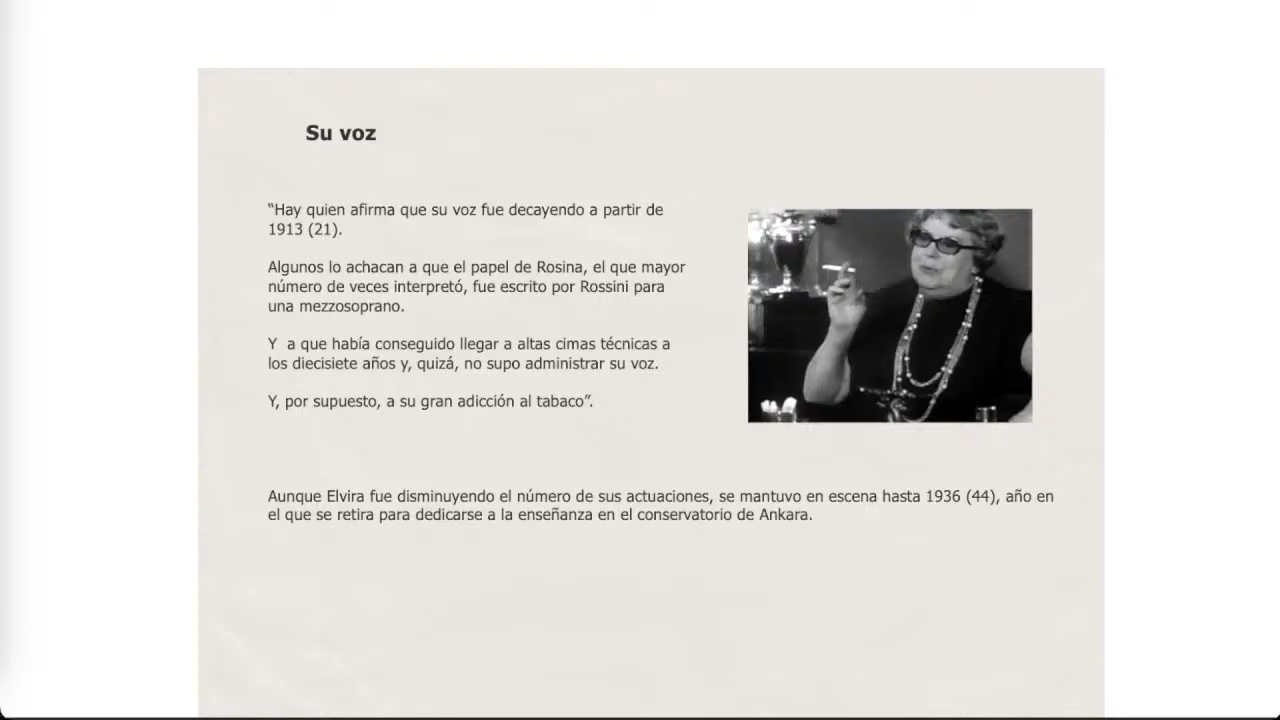 Su voz
“Hay quien afirma que su voz fue decayendo a partir de
1913 (21).
Algunos lo achacan a que el papel de Rosina, el que mayor
número de veces interpretó, fue escrito por Rossini para
una mezzosoprano.
Y  a que había conseguido llegar a altas cimas técnicas a
los diecisiete años y, quizá, no supo administrar su voz.
Y, por supuesto, a su gran adicción al tabaco”.
Aunque Elvira fue disminuyendo el número de sus actuaciones, se mantuvo en escena hasta 1936 (44), año en
el que se retira para dedicarse a la enseñanza en el conservatorio de Ankara.